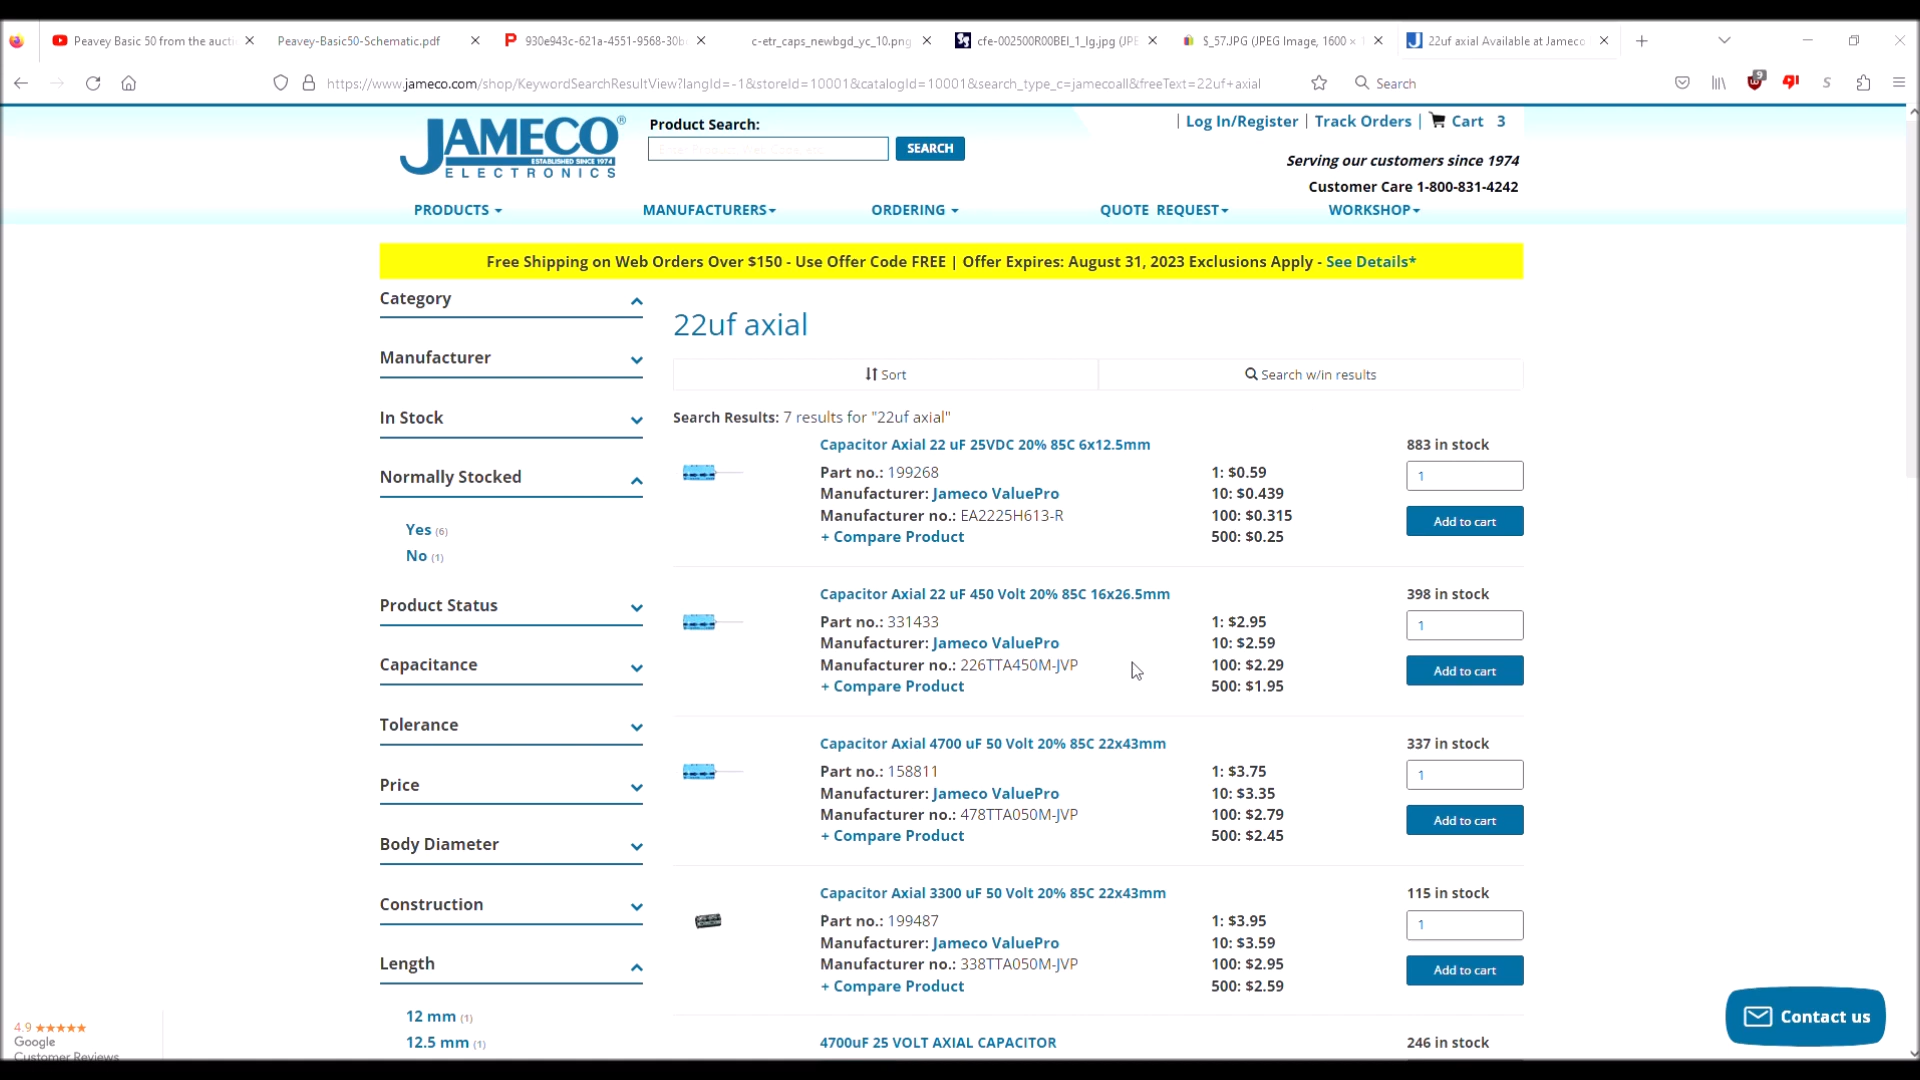 Peavey Basic 50 from the aucti
Peavey-Basic50-Schematic.pdf
930e943c-621a-4551-9568-30b
c-etr_caps_newbgd_yc_10.png
cfe-002500R00BEI_1_lg.jpg (JPE
S_57.JPG (JPEG Image, 1600 ×
22uf axial Available at Jameco
https://www.jameco.com/shop/KeywordSearchResultView?langId=-1&storeId=10001&catalogId=10001&search_type_c=jamecoall&freeText=22uf+axial
Search
9
JAMECO®
ESTABLISHED SINCE 1974
ELECTRONICS
Product Search:
SEARCH
| Log In/Register | Track Orders | Cart 3
Serving our customers since 1974
Customer Care 1-800-831-4242
PRODUCTS
MANUFACTURERS
ORDERING
QUOTE REQUEST
WORKSHOP
Free Shipping on Web Orders Over $150 - Use Offer Code FREE | Offer Expires: August 31, 2023 Exclusions Apply - See Details*
Category
Manufacturer
In Stock
Normally Stocked
Yes (6)
No (1)
Product Status
Capacitance
Tolerance
Price
Body Diameter
Construction
Length
12 mm (1)
12.5 mm (1)
22uf axial
Sort
Search w/in results
Search Results: 7 results for "22uf axial"
Capacitor Axial 22 uF 25VDC 20% 85C 6x12.5mm
Part no.: 199268
Manufacturer: Jameco ValuePro
Manufacturer no.: EA2225H613-R
+ Compare Product
1: $0.59
10: $0.439
100: $0.315
500: $0.25
883 in stock
1
Add to cart
Capacitor Axial 22 uF 450 Volt 20% 85C 16x26.5mm
Part no.: 331433
Manufacturer: Jameco ValuePro
Manufacturer no.: 226TTA450M-JVP
+ Compare Product
1: $2.95
10: $2.59
100: $2.29
500: $1.95
398 in stock
1
Add to cart
Capacitor Axial 4700 uF 50 Volt 20% 85C 22x43mm
Part no.: 158811
Manufacturer: Jameco ValuePro
Manufacturer no.: 478TTA050M-JVP
+ Compare Product
1: $3.75
10: $3.35
100: $2.79
500: $2.45
337 in stock
1
Add to cart
Capacitor Axial 3300 uF 50 Volt 20% 85C 22x43mm
Part no.: 199487
Manufacturer: Jameco ValuePro
Manufacturer no.: 338TTA050M-JVP
+ Compare Product
1: $3.95
10: $3.59
100: $2.95
500: $2.59
115 in stock
1
Add to cart
4700uF 25 VOLT AXIAL CAPACITOR
246 in stock
4.9 ★★★★★
Google
Customer Reviews
Contact us